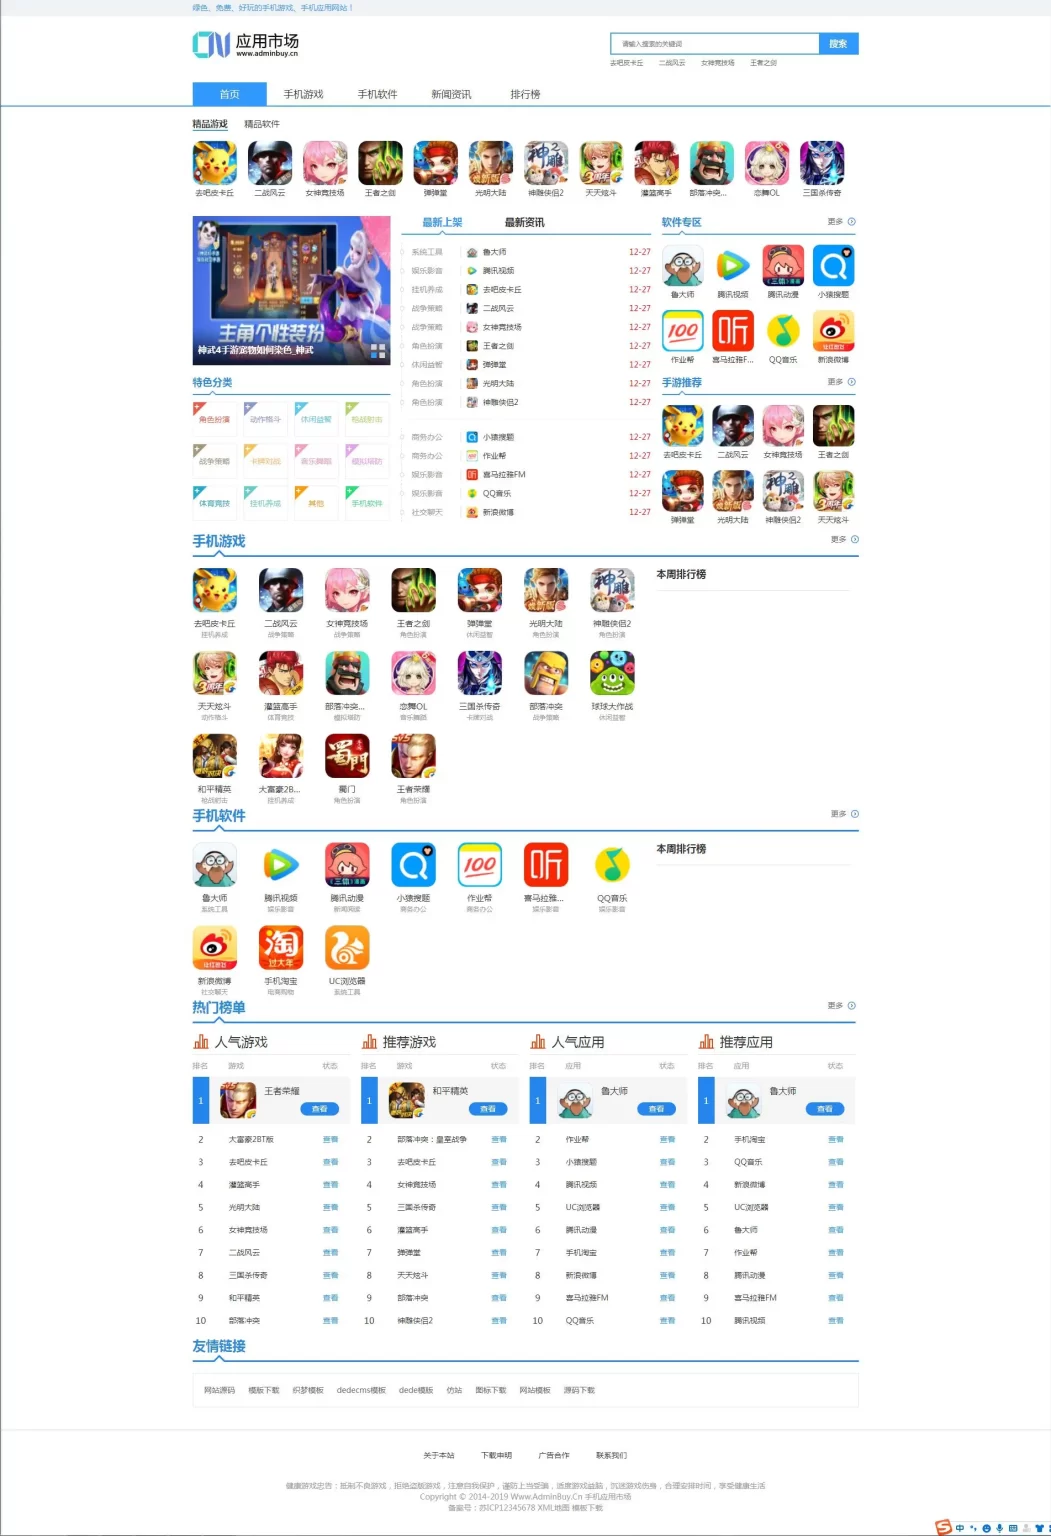 绿色、免费、好玩的手机游戏、手机应用网站！
应用市场
www.adminbuy.cn
请输入搜索的关键词 搜索
去吧皮卡丘 二战风云 女神竞技场 王者之剑
首页 手机游戏 手机软件 新闻资讯 排行榜
精品游戏 精品软件
去吧皮卡丘 二战风云 女神竞技场 王者之剑 弹弹堂 光明大陆 神雕侠侣2 天天炫斗 灌篮高手 部落冲突... 恋舞OL 三国杀传奇
主角个性装扮
神武4手游宠物如何染色_神武
特色分类
角色扮演 动作格斗 休闲益智 枪战射击
战争策略 卡牌对战 音乐舞蹈 模拟塔防
体育竞技 挂机养成 其他 手机软件
最新上架 最新资讯
系统工具 鲁大师 12-27
娱乐影音 腾讯视频 12-27
挂机养成 去吧皮卡丘 12-27
战争策略 二战风云 12-27
战争策略 女神竞技场 12-27
角色扮演 王者之剑 12-27
休闲益智 弹弹堂 12-27
角色扮演 光明大陆 12-27
角色扮演 神雕侠侣2 12-27
商务办公 小猿搜题 12-27
商务办公 作业帮 12-27
娱乐影音 喜马拉雅FM 12-27
娱乐影音 QQ音乐 12-27
社交聊天 新浪微博 12-27
软件专区 更多
鲁大师 腾讯视频 腾讯动漫 小猿搜题
作业帮 喜马拉雅F... QQ音乐 新浪微博
手游推荐 更多
去吧皮卡丘 二战风云 女神竞技场 王者之剑
弹弹堂 光明大陆 神雕侠侣2 天天炫斗
手机游戏 更多
去吧皮卡丘 二战风云 女神竞技场 王者之剑 弹弹堂 光明大陆 神雕侠侣2
挂机养成 战争策略 战争策略 角色扮演 休闲益智 角色扮演 角色扮演
天天炫斗 灌篮高手 部落冲突... 恋舞OL 三国杀传奇 部落冲突 球球大作战
动作格斗 体育竞技 模拟塔防 音乐舞蹈 卡牌对战 战争策略 休闲益智
和平精英 大富豪2B... 蜀门 王者荣耀
枪战射击 挂机养成 角色扮演 角色扮演
本周排行榜
手机软件 更多
鲁大师 腾讯视频 腾讯动漫 小猿搜题 作业帮 喜马拉雅... QQ音乐
系统工具 娱乐影音 新闻阅读 商务办公 商务办公 娱乐影音 娱乐影音
新浪微博 手机淘宝 UC浏览器
社交聊天 电商购物 系统工具
本周排行榜
热门榜单 更多
人气游戏 推荐游戏 人气应用 推荐应用
排名 游戏 状态 排名 游戏 状态 排名 应用 状态 排名 应用 状态
1 王者荣耀 查看 1 和平精英 查看 1 鲁大师 查看 1 鲁大师 查看
2 大富豪2BT版 查看 2 部落冲突：皇室战争 查看 2 作业帮 查看 2 手机淘宝 查看
3 去吧皮卡丘 查看 3 去吧皮卡丘 查看 3 小猿搜题 查看 3 QQ音乐 查看
4 灌篮高手 查看 4 女神竞技场 查看 4 腾讯视频 查看 4 新浪微博 查看
5 光明大陆 查看 5 三国杀传奇 查看 5 UC浏览器 查看 5 UC浏览器 查看
6 女神竞技场 查看 6 灌篮高手 查看 6 腾讯动漫 查看 6 鲁大师 查看
7 二战风云 查看 7 弹弹堂 查看 7 手机淘宝 查看 7 作业帮 查看
8 三国杀传奇 查看 8 天天炫斗 查看 8 新浪微博 查看 8 腾讯动漫 查看
9 和平精英 查看 9 部落冲突 查看 9 喜马拉雅FM 查看 9 喜马拉雅FM 查看
10 部落冲突 查看 10 神雕侠侣2 查看 10 QQ音乐 查看 10 腾讯视频 查看
友情链接
网站源码 模版下载 织梦模板 dedecms模板 dede模版 仿站 图标下载 网站模板 源码下载
关于本站 下载申明 广告合作 联系我们
健康游戏忠告：抵制不良游戏，拒绝盗版游戏，注意自我保护，谨防上当受骗，适度游戏益脑，沉迷游戏伤身，合理安排时间，享受健康生活
Copyright © 2014-2019 Www.AdminBuy.Cn 手机应用市场
备案号：苏ICP12345678 XML地图 模板下载
中